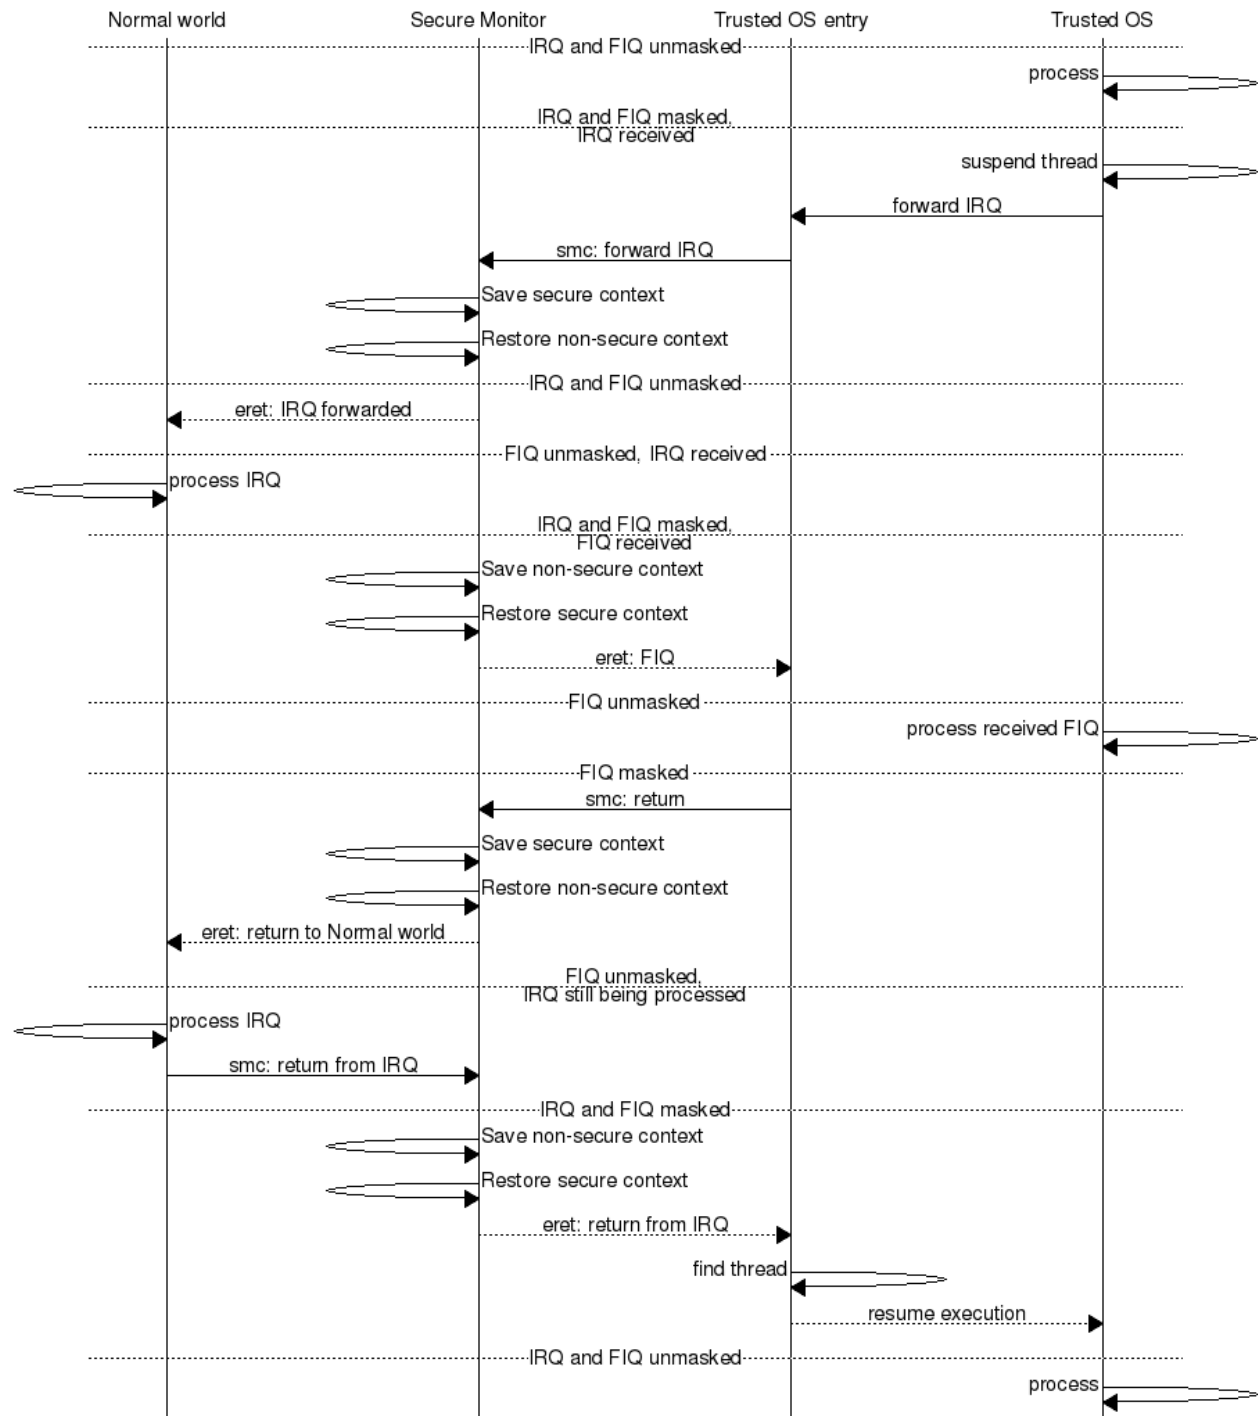 Normal world
Secure Monitor
Trusted OS entry
Trusted OS
IRQ and FIQ unmasked
process
IRQ and FIQ masked,
IRQ received
suspend thread
forward IRQ
smc: forward IRQ
Save secure context
Restore non-secure context
IRQ and FIQ unmasked
eret: IRQ forwarded
FIQ unmasked, IRQ received
process IRQ
IRQ and FIQ masked,
FIQ received
Save non-secure context
Restore secure context
eret: FIQ
FIQ unmasked
process received FIQ
FIQ masked
smc: return
Save secure context
Restore non-secure context
eret: return to Normal world
FIQ unmasked,
IRQ still being processed
process IRQ
smc: return from IRQ
IRQ and FIQ masked
Save non-secure context
Restore secure context
eret: return from IRQ
find thread
resume execution
IRQ and FIQ unmasked
process